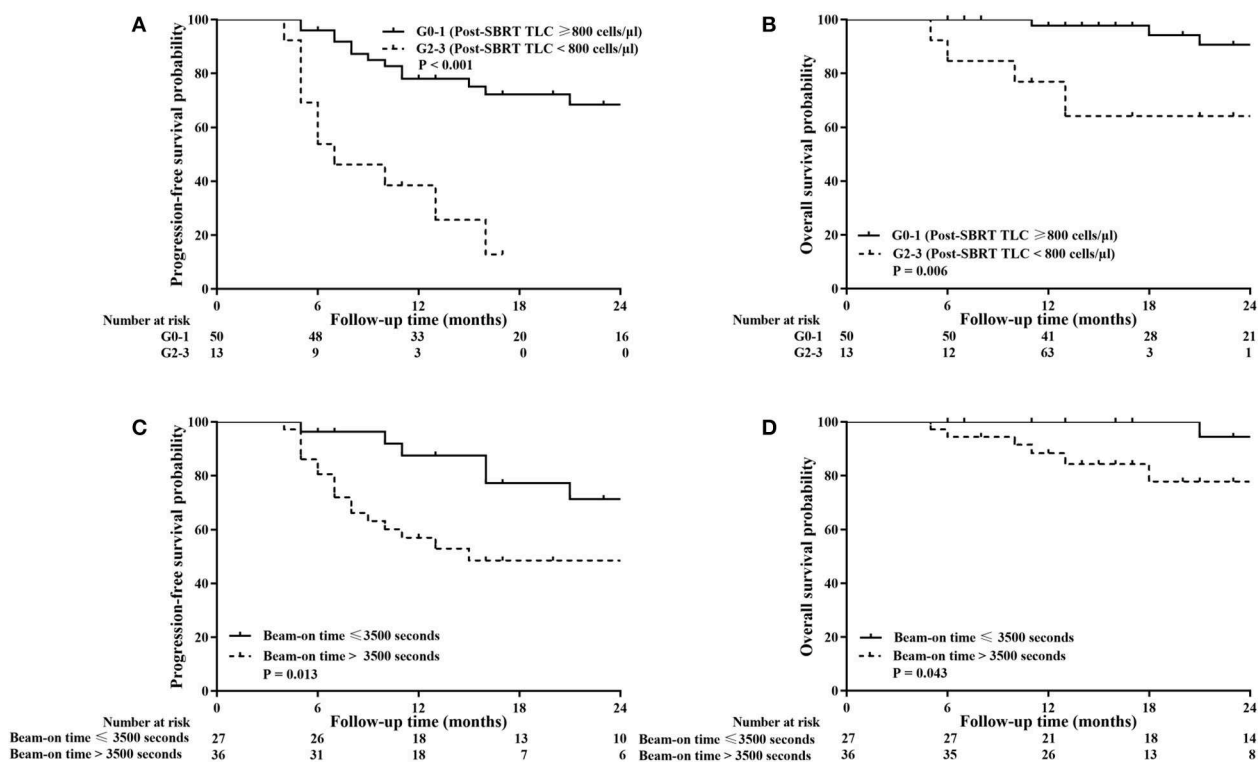 A
Progression-free survival probability
100
80
60
40
20
0
G0-1 (Post-SBRT TLC ≥800 cells/µl)
G2-3 (Post-SBRT TLC < 800 cells/µl)
P < 0.001
0 6 12 18 24
Number at risk Follow-up time (months)
G0-1 50 48 33 20 16
G2-3 13 9 3 0 0
B
Overall survival probability
100
80
60
40
20
0
G0-1 (Post-SBRT TLC ≥800 cells/µl)
G2-3 (Post-SBRT TLC < 800 cells/µl)
P = 0.006
0 6 12 18 24
Number at risk Follow-up time (months)
G0-1 50 50 41 28 21
G2-3 13 12 63 3 1
C
Progression-free survival probability
100
80
60
40
20
0
Beam-on time ≤3500 seconds
Beam-on time > 3500 seconds
P = 0.013
0 6 12 18 24
Number at risk Follow-up time (months)
Beam-on time ≤ 3500 seconds 27 26 18 13 10
Beam-on time > 3500 seconds 36 31 18 7 6
D
Overall survival probability
100
80
60
40
20
0
Beam-on time ≤ 3500 seconds
Beam-on time > 3500 seconds
P = 0.043
0 6 12 18 24
Number at risk Follow-up time (months)
Beam-on time ≤3500 seconds 27 27 21 18 14
Beam-on time > 3500 seconds 36 35 26 13 8